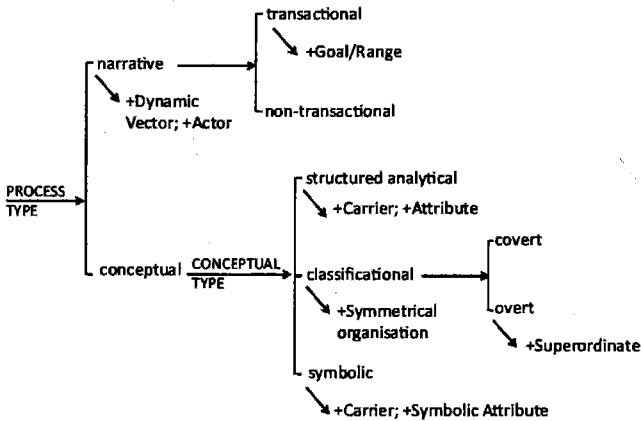 transactional
+Goal/Range
narrative
+Dynamic
Vector; +Actor
non-transactional
PROCESS
TYPE
structured analytical
+Carrier; +Attribute
conceptual
CONCEPTUAL
TYPE
classificational
+Symmetrical
organisation
covert
overt
+Superordinate
symbolic
+Carrier; +Symbolic Attribute